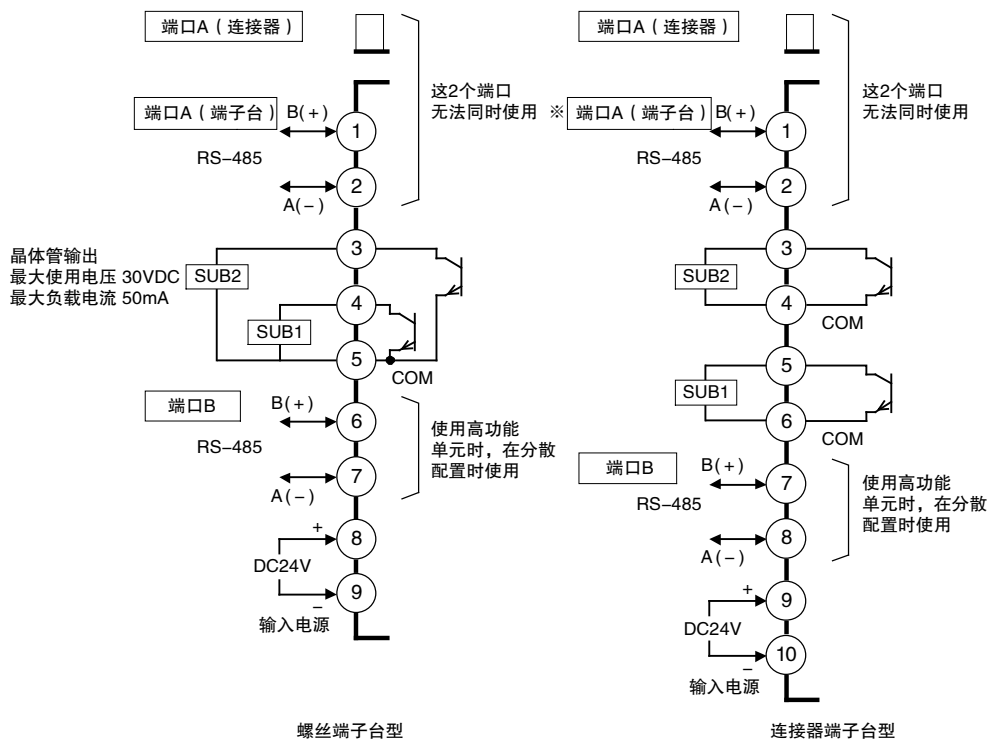 端口A（连接器）
这2个端口
无法同时使用
端口A（端子台）
B(+)
1
RS-485
2
A(-)
晶体管输出
最大使用电压 30VDC
最大负载电流 50mA
SUB2
3
4
SUB1
5
COM
端口B
B(+)
6
RS-485
使用高功能
单元时，在分散
配置时使用
7
A(-)
+
8
DC24V
9
-
输入电源
螺丝端子台型
端口A（连接器）
这2个端口
无法同时使用
※ 端口A（端子台）
B(+)
1
RS-485
2
A(-)
3
SUB2
4
COM
5
SUB1
6
COM
端口B
B(+)
7
RS-485
使用高功能
单元时，在分散
配置时使用
8
A(-)
+
9
DC24V
10
-
输入电源
连接器端子台型